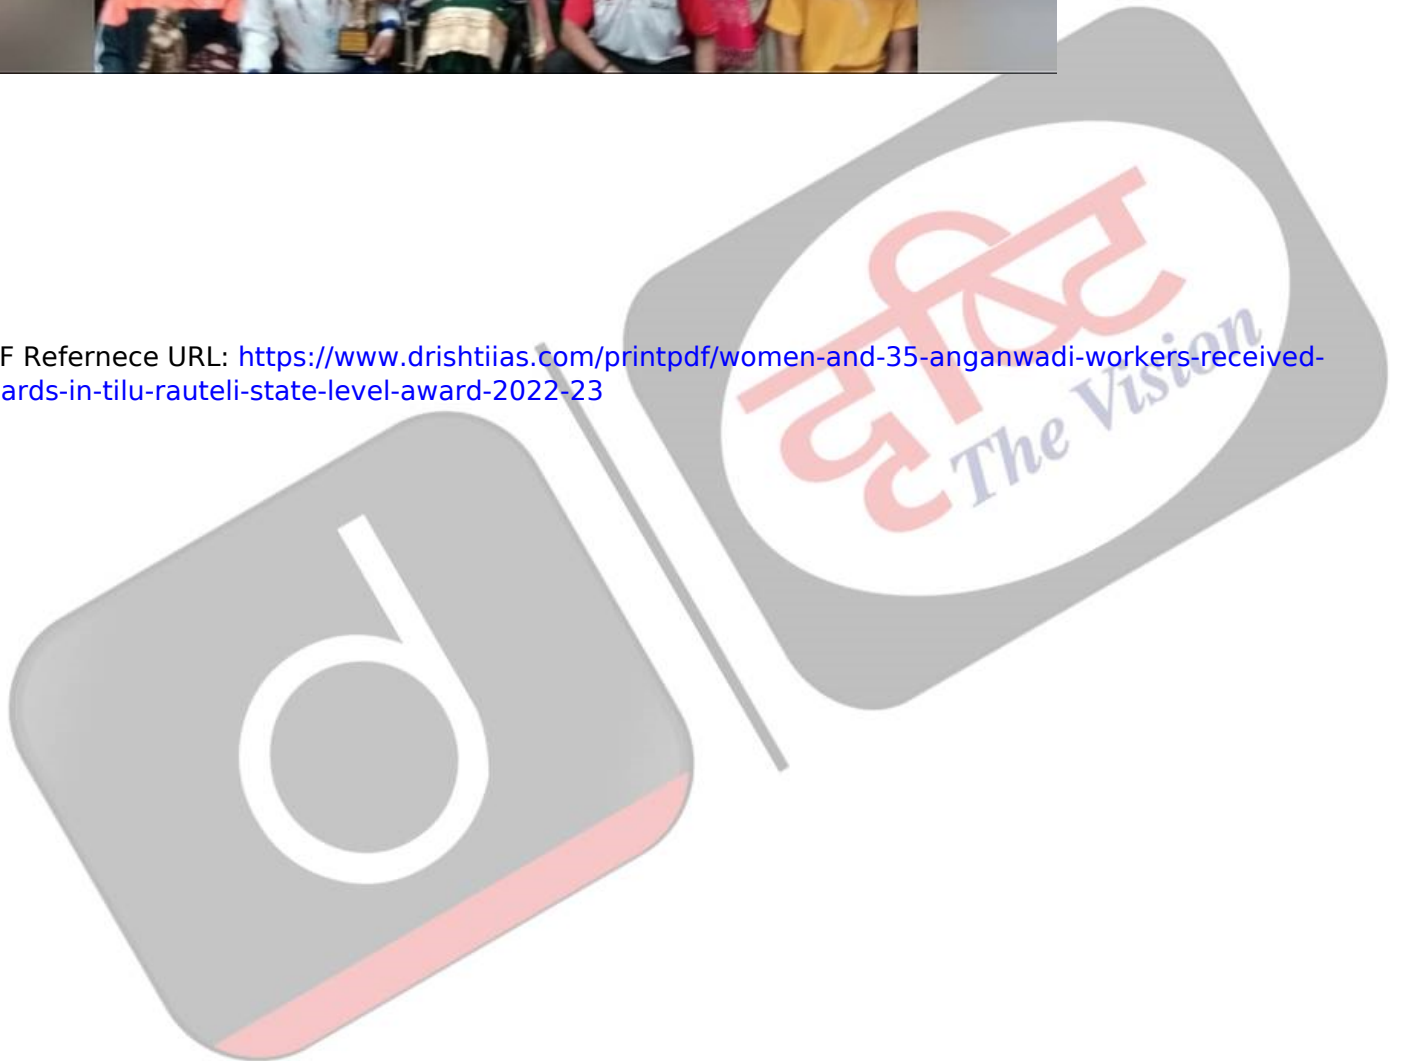 F Refernece URL: https://www.drishtiias.com/printpdf/women-and-35-anganwadi-workers-received-
ards-in-tilu-rauteli-state-level-award-2022-23
दृष्टि
The Vision
d